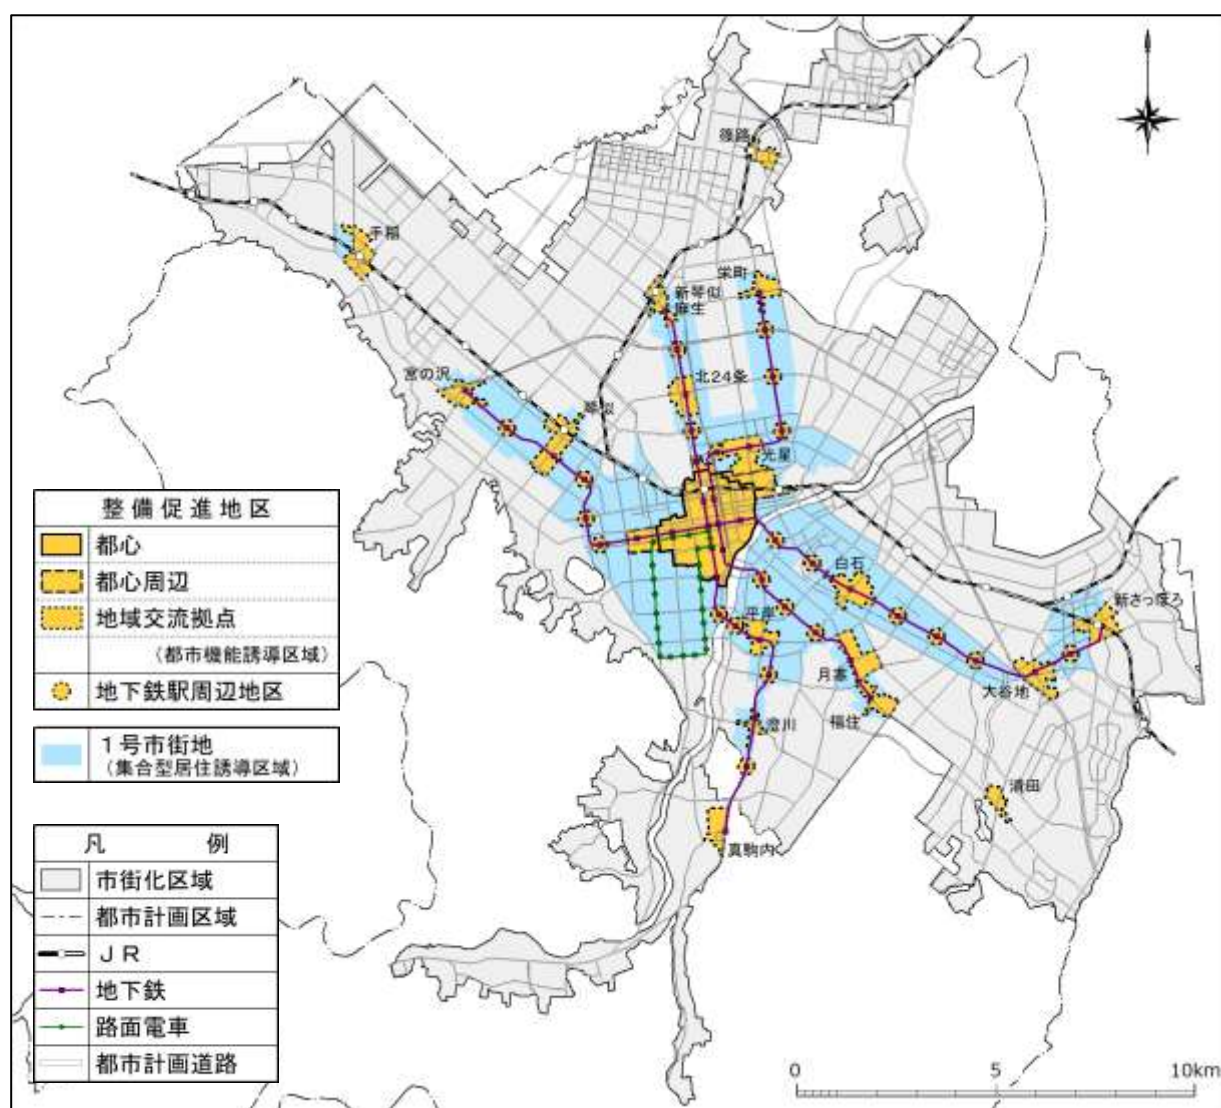 篠路
手稲
栄町
新琴似
麻生
宮の沢
北24条
琴似
光星
整備促進地区
都心
都心周辺
地域交流拠点
（都市機能誘導区域）
地下鉄駅周辺地区
白石
新さっぽろ
平岸
月寒
大谷地
福住
澄川
１号市街地
（集合型居住誘導区域）
清田
真駒内
凡例
市街化区域
都市計画区域
ＪＲ
地下鉄
路面電車
都市計画道路
0 5 10km